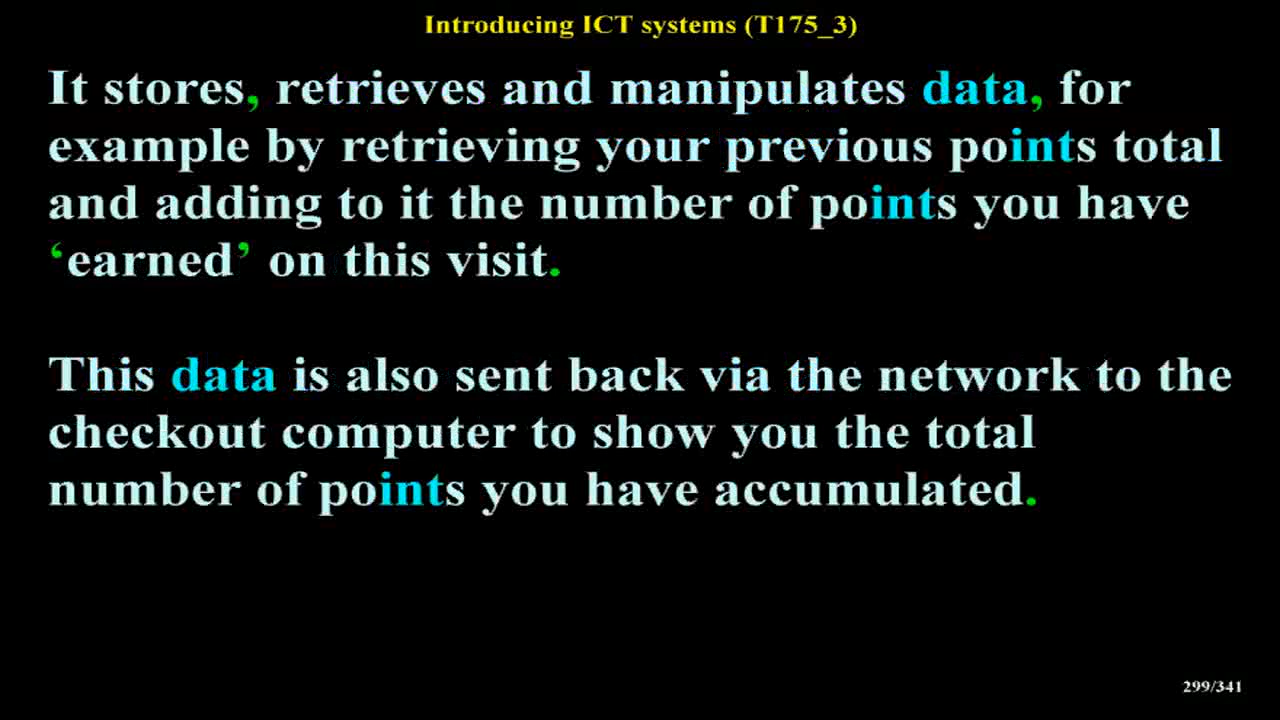 Introducing ICT systems (T175_3)
It stores, retrieves and manipulates data, for
example by retrieving your previous points total
and adding to it the number of points you have
‘earned’ on this visit.
This data is also sent back via the network to the
checkout computer to show you the total
number of points you have accumulated.
299/341